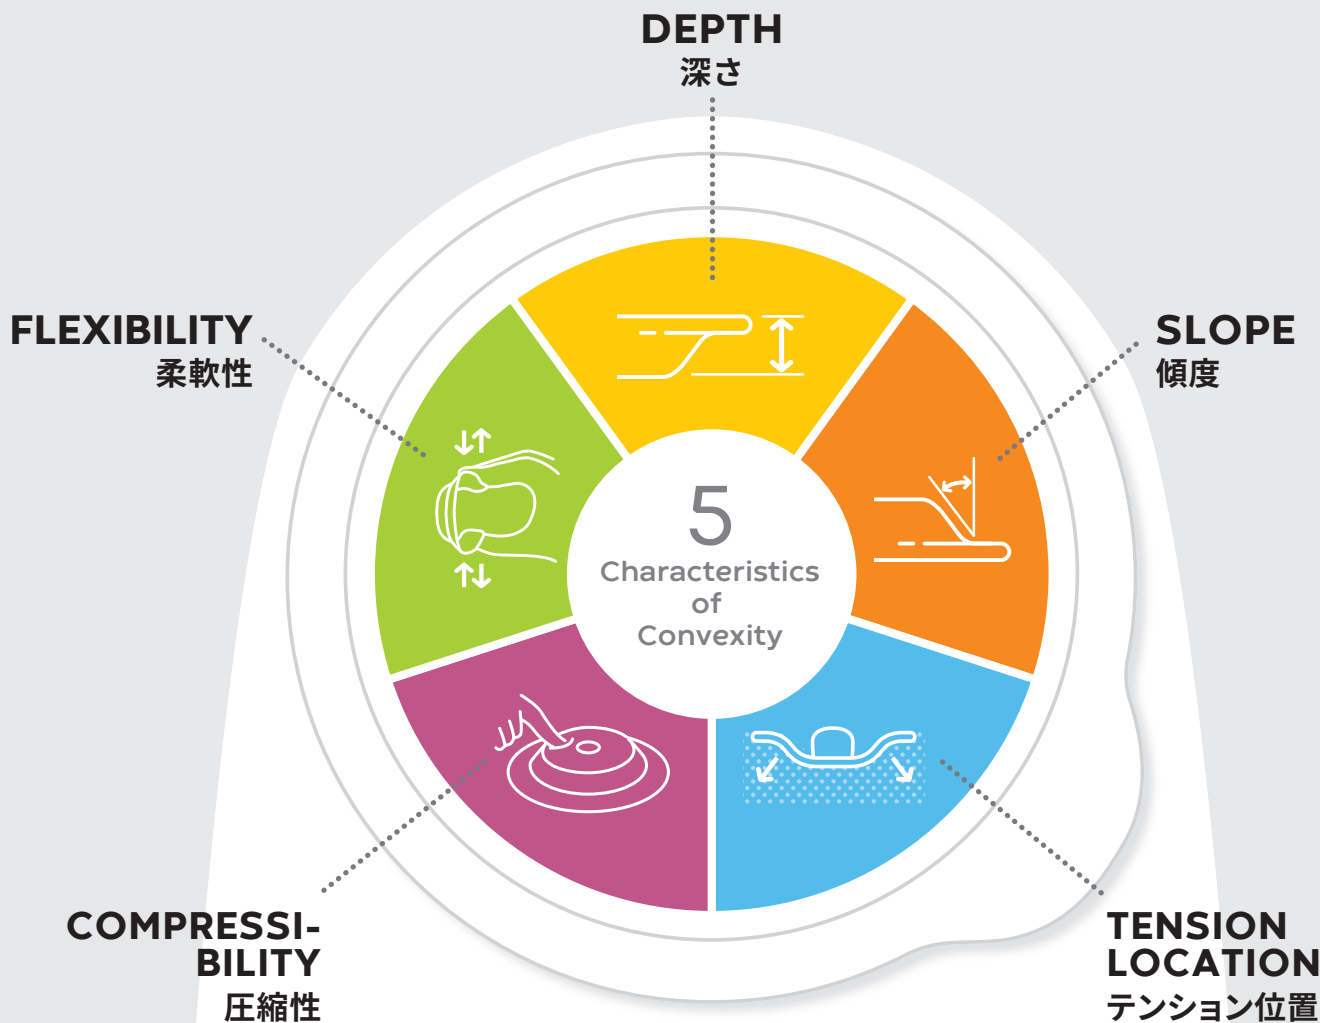 DEPTH
深さ
FLEXIBILITY
柔軟性
SLOPE
傾度
5
Characteristics
of
Convexity
COMPRESSI-
BILITY
圧縮性
TENSION
LOCATION
テンション位置